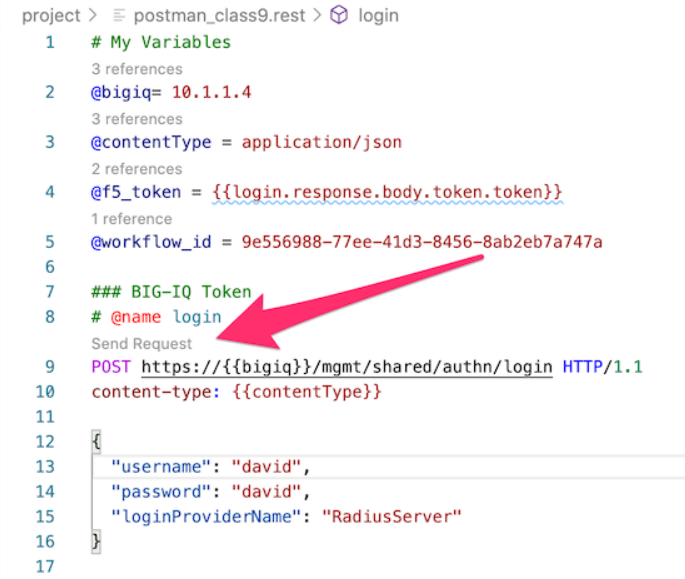 project > postman_class9.rest > login
1 # My Variables
3 references
2 @bigiq= 10.1.1.4
3 references
3 @contentType = application/json
2 references
4 @f5_token = {{login.response.body.token.token}}
1 reference
5 @workflow_id = 9e556988-77ee-41d3-8456-8ab2eb7a747a
6
7 ### BIG-IQ Token
8 # @name login
Send Request
9 POST https://{{bigiq}}/mgmt/shared/authn/login HTTP/1.1
10 content-type: {{contentType}}
11
12 {
13 "username": "david",
14 "password": "david",
15 "loginProviderName": "RadiusServer"
16 }
17